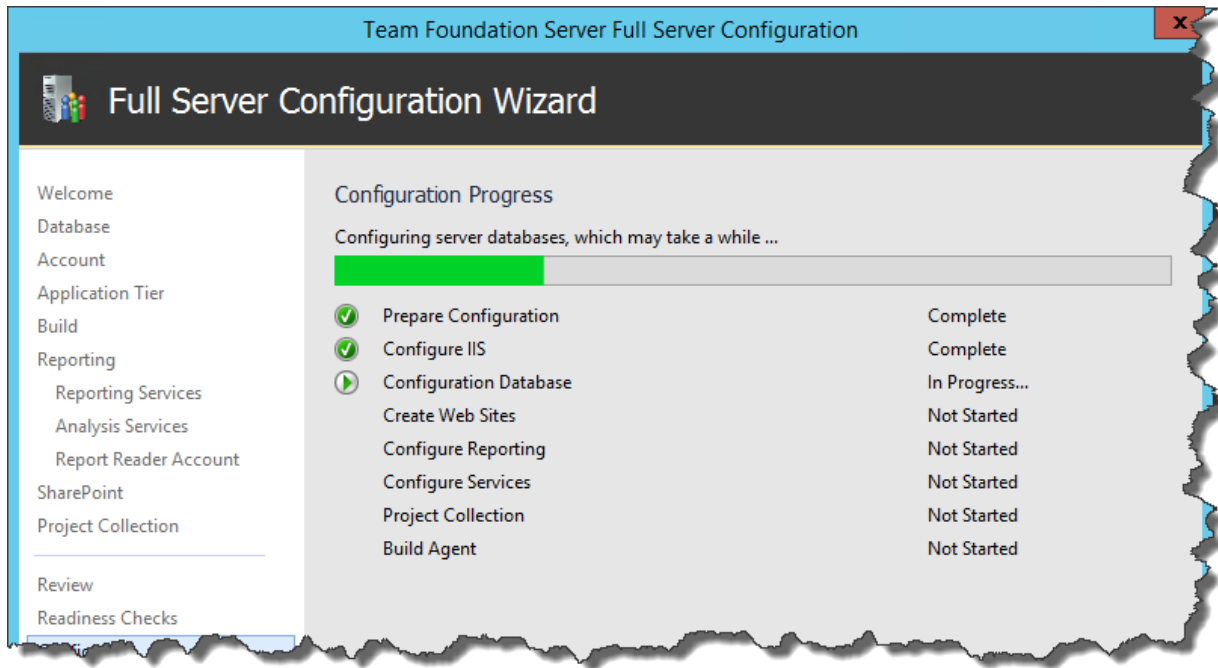 Team Foundation Server Full Server Configuration
x
Full Server Configuration Wizard
Welcome
Database
Account
Application Tier
Build
Reporting
Reporting Services
Analysis Services
Report Reader Account
SharePoint
Project Collection
Review
Readiness Checks
Configuration Progress
Configuring server databases, which may take a while ...
Prepare Configuration Complete
Configure IIS Complete
Configuration Database In Progress...
Create Web Sites Not Started
Configure Reporting Not Started
Configure Services Not Started
Project Collection Not Started
Build Agent Not Started